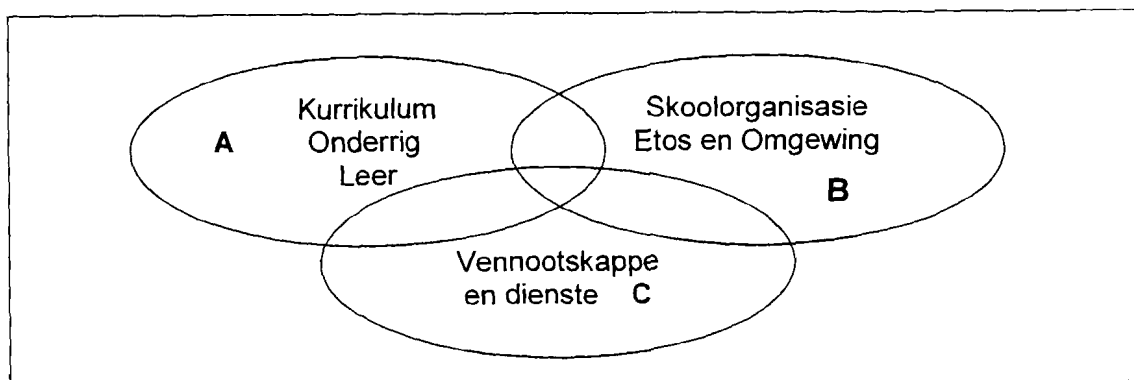 Kurrikulum
Onderrig
Leer
A
Skoolorganisasie
Etos en Omgewing
B
Vennootskappe
en dienste C